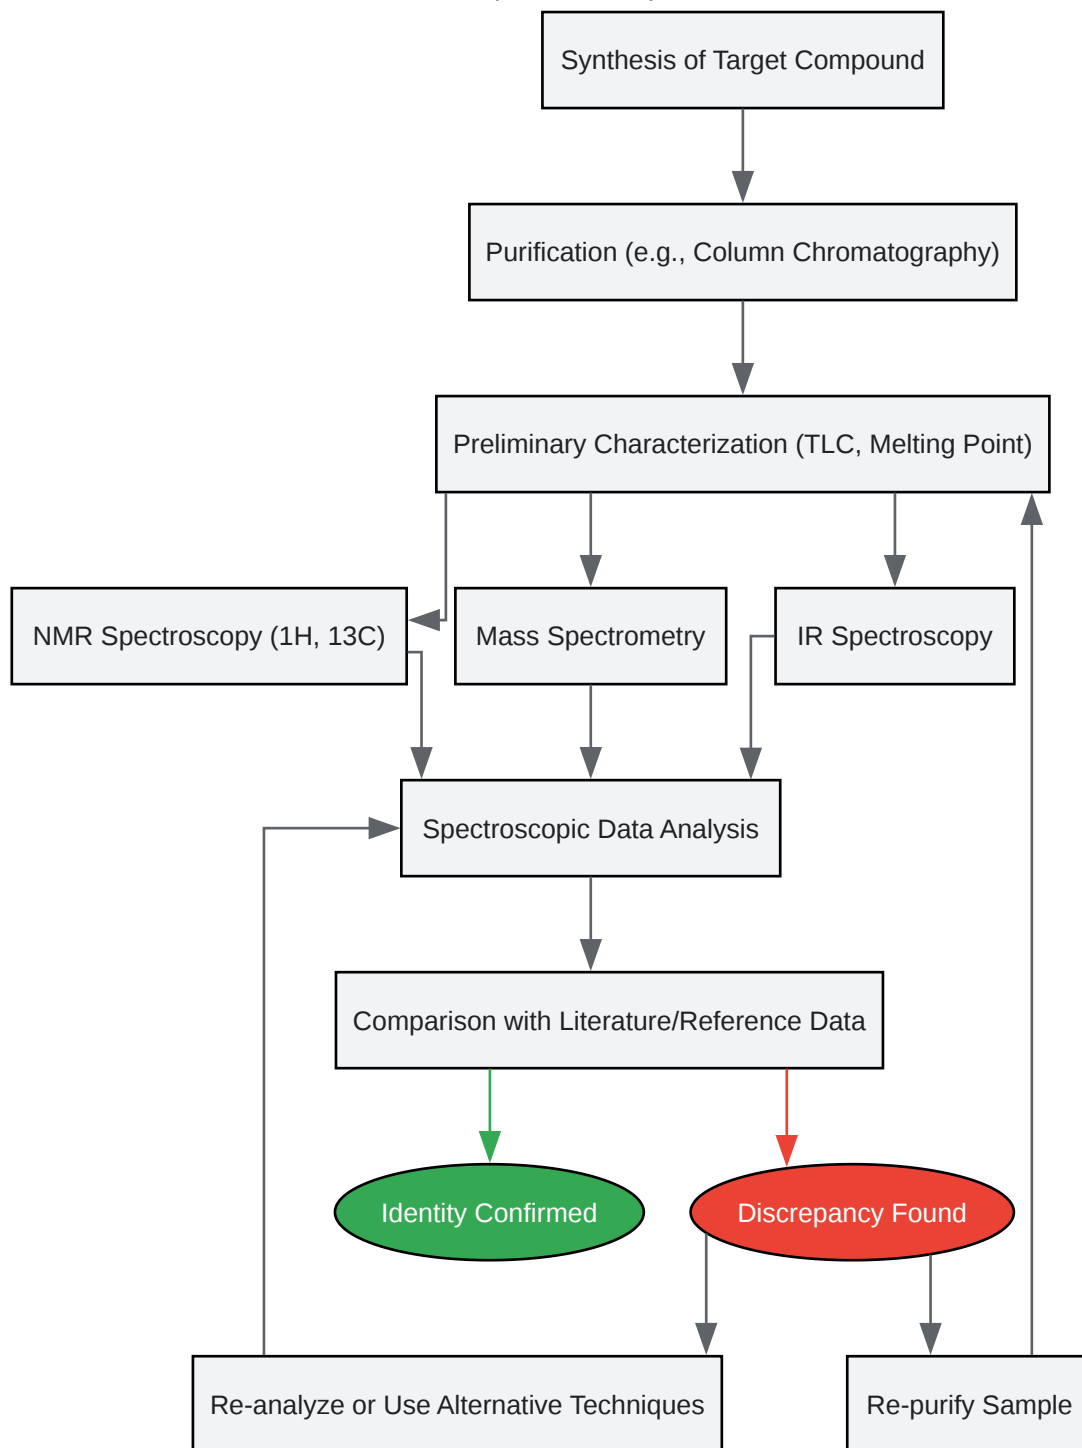 Synthesis of Target Compound
Purification (e.g., Column Chromatography)
Preliminary Characterization (TLC, Melting Point)
NMR Spectroscopy (1H, 13C)
Mass Spectrometry
IR Spectroscopy
Spectroscopic Data Analysis
Comparison with Literature/Reference Data
Identity Confirmed
Discrepancy Found
Re-analyze or Use Alternative Techniques
Re-purify Sample